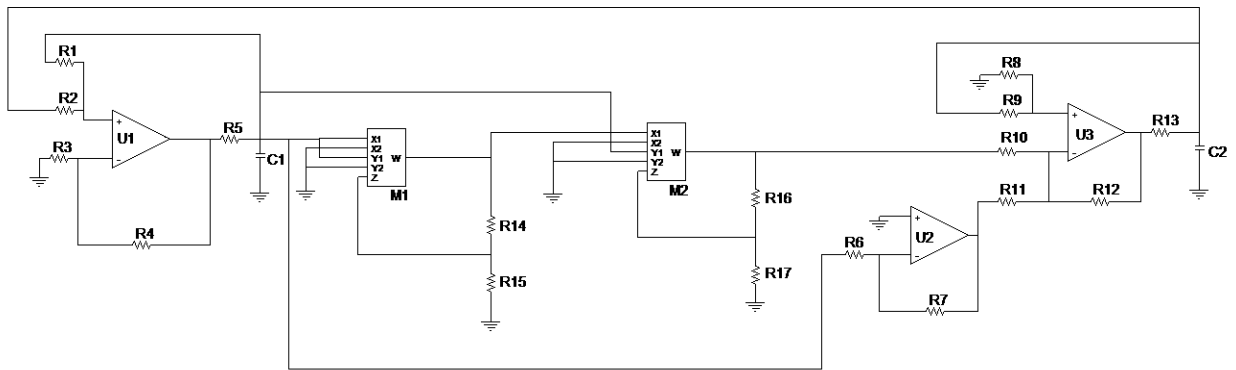 R1
R2
R3
R4
+
U1
-
R5
C1
X1
X2
Y1
Y2
Z
W
M1
R14
R15
X1
X2
Y1
Y2
Z
W
M2
R16
R17
R6
+
U2
-
R7
R8
R9
R10
R11
R12
+
U3
-
R13
C2